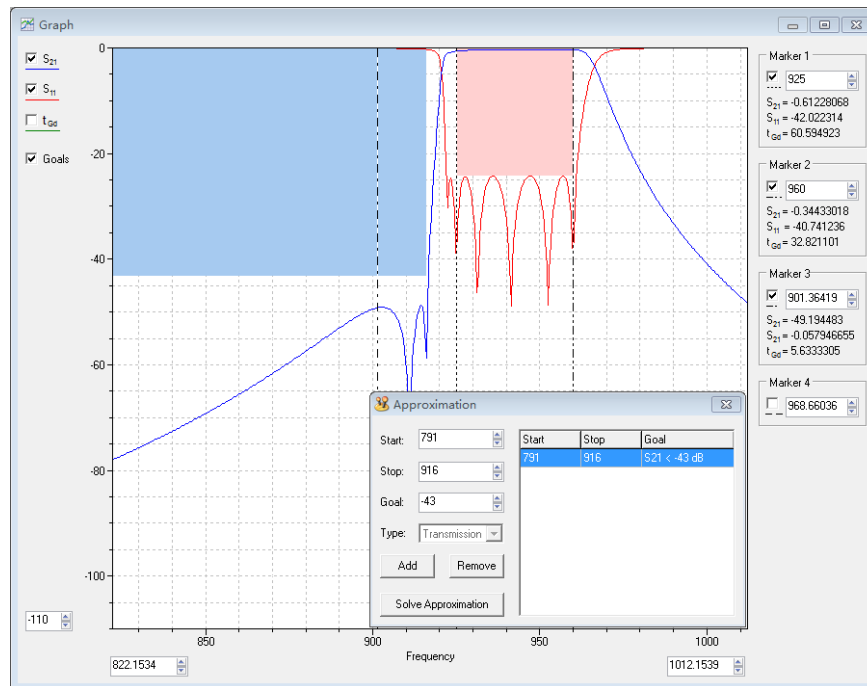 Graph
S21
S11
tGd
Goals
0
-20
-40
-60
-80
-100
-110
850
900
950
1000
Frequency
822.1534
1012.1539
Marker 1
925
S21 = -0.61228068
S11 = -42.022314
tGd = 60.594923
Marker 2
960
S21 = -0.34433018
S11 = -40.741236
tGd = 32.821101
Marker 3
901.36419
S21 = -49.194483
S21 = -0.057946655
tGd = 5.6333305
Marker 4
968.66036
Approximation
Start: 791
Stop: 916
Goal: -43
Type: Transmission
Add Remove
Solve Approximation
Start Stop Goal
791 916 S21 < -43 dB